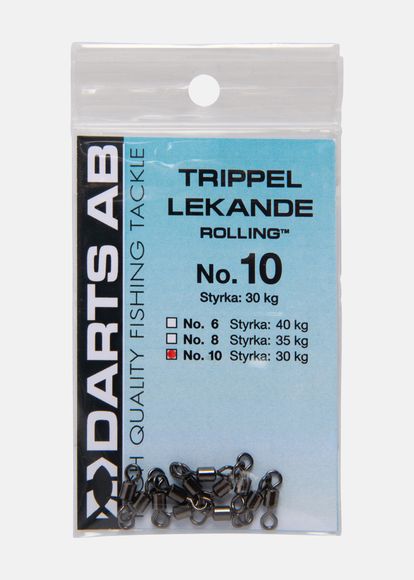 DARTS AB
QUALITY FISHING TACKLE
TRIPPEL
LEKANDE
ROLLING™
No.10
Styrka: 30 kg
No. 6 Styrka: 40 kg
No. 8 Styrka: 35 kg
No. 10 Styrka: 30 kg